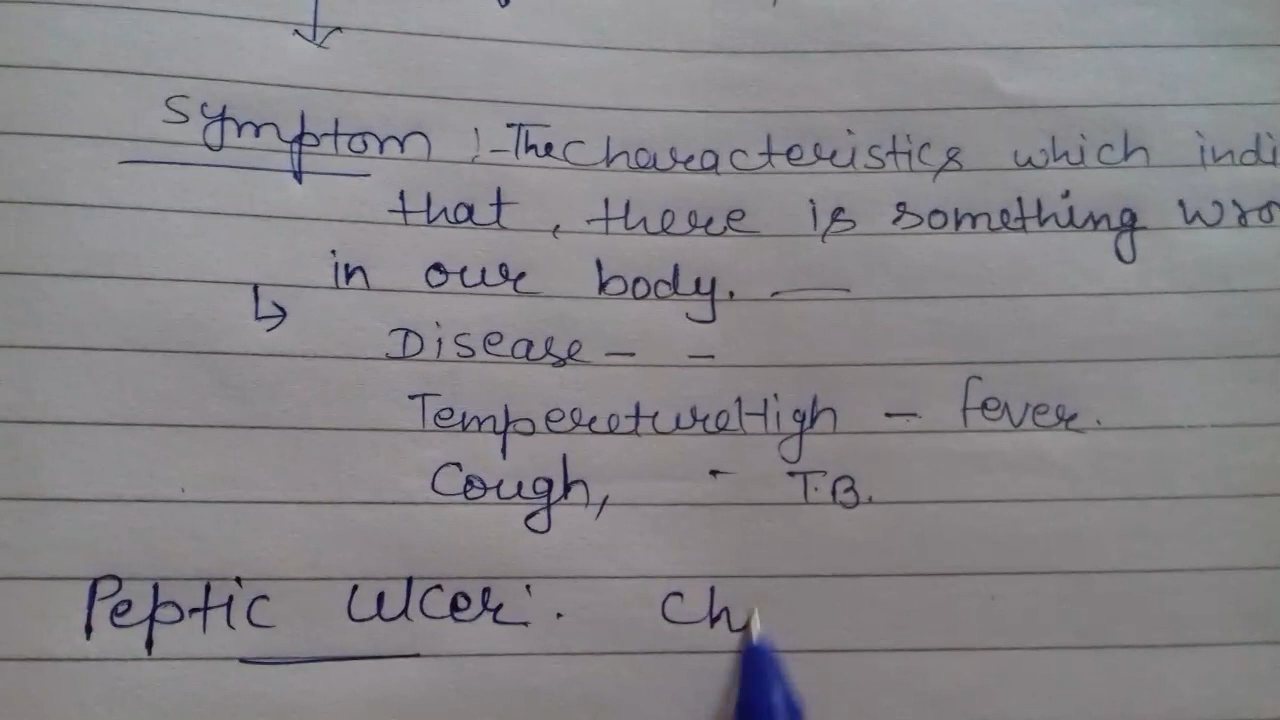 Symptom :- The Characteristics which indi
that, there is something wro
in our body. —
↳
Disease - -
Tempereture High - fever.
Cough, - T.B.
Peptic Ulcer:. Ch